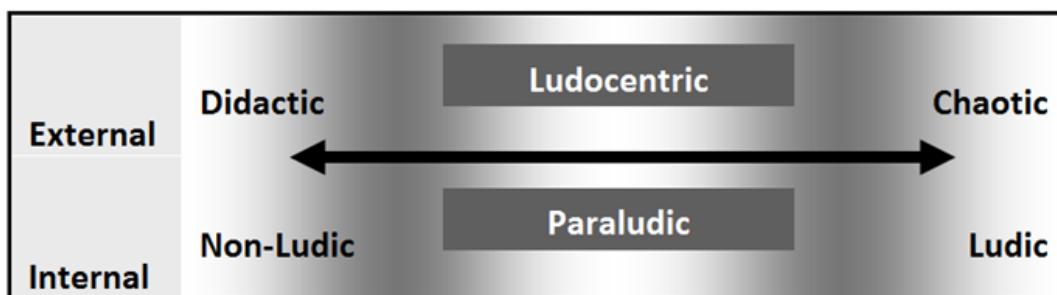 Ludocentric
Didactic
Chaotic
External
Paraludic
Non-Ludic
Ludic
Internal